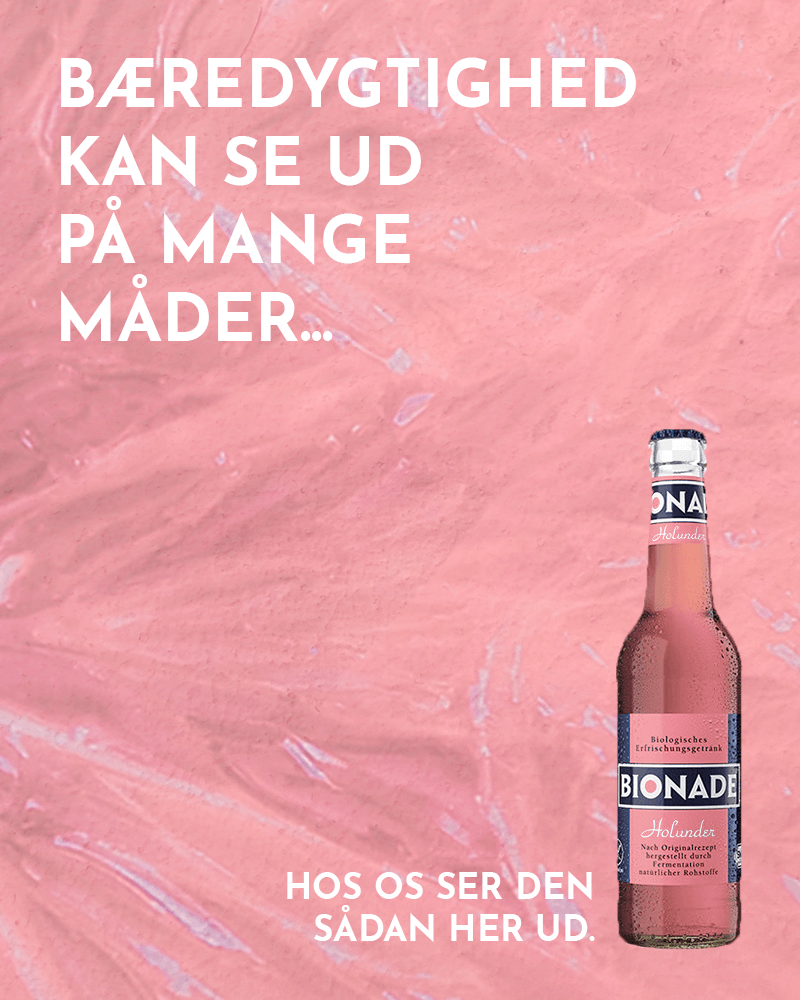 BÆREDYGTIGHED
KAN SE UD
PÅ MANGE
MÅDER...
ONA
Holunder
Biologisches
Erfrischungsgetränk
BIONADE
Holunder
Nach Originalrezept
hergestellt durch
Fermentation
natürlicher Rohstoffe
HOS OS SER DEN
SÅDAN HER UD.